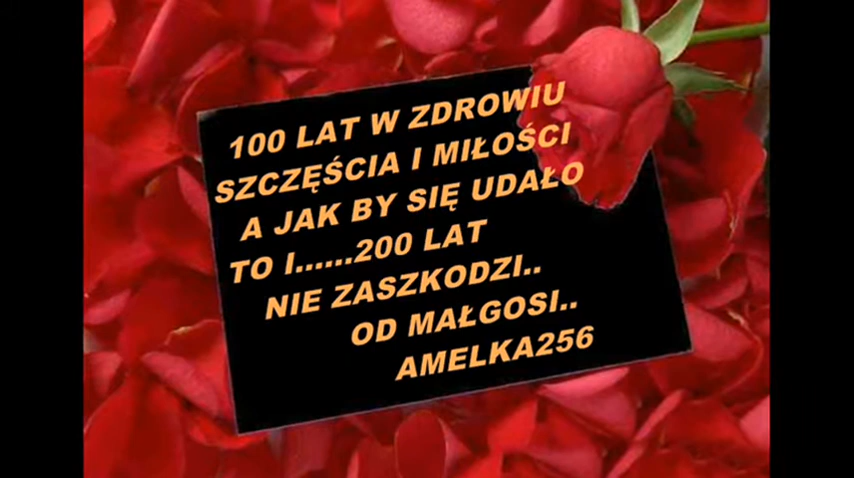 100 LAT W ZDROWIU
SZCZĘŚCIA I MIŁOŚCI
A JAK BY SIĘ UDAŁO
TO I......200 LAT
NIE ZASZKODZI..
OD MAŁGOSI..
AMELKA256